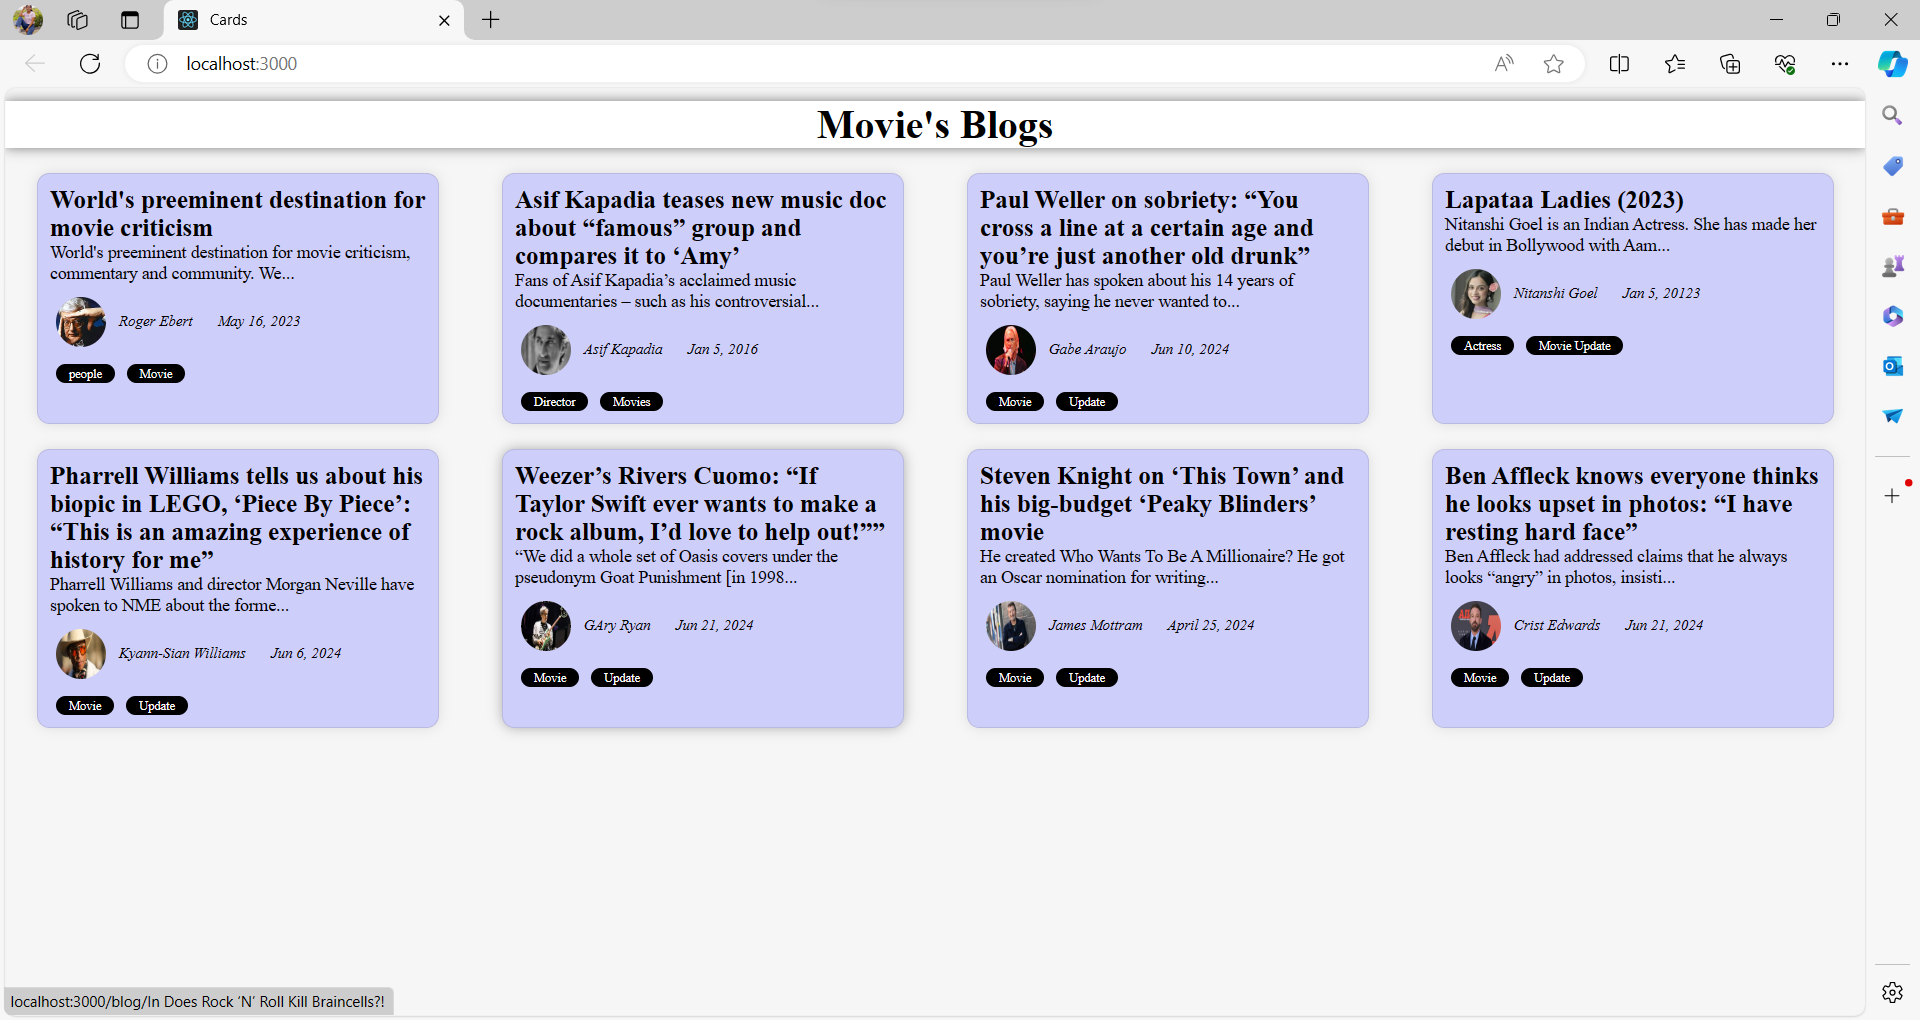 Cards
localhost:3000
Movie's Blogs
World's preeminent destination for
movie criticism
World's preeminent destination for movie criticism,
commentary and community. We...
Roger Ebert May 16, 2023
people Movie
Asif Kapadia teases new music doc
about “famous” group and
compares it to ‘Amy’
Fans of Asif Kapadia’s acclaimed music
documentaries – such as his controversial...
Asif Kapadia Jan 5, 2016
Director Movies
Paul Weller on sobriety: “You
cross a line at a certain age and
you’re just another old drunk”
Paul Weller has spoken about his 14 years of
sobriety, saying he never wanted to...
Gabe Araujo Jun 10, 2024
Movie Update
Lapataa Ladies (2023)
Nitanshi Goel is an Indian Actress. She has made her
debut in Bollywood with Aam...
Nitanshi Goel Jan 5, 20123
Actress Movie Update
Pharrell Williams tells us about his
biopic in LEGO, ‘Piece By Piece’:
“This is an amazing experience of
history for me”
Pharrell Williams and director Morgan Neville have
spoken to NME about the forme...
Kyann-Sian Williams Jun 6, 2024
Movie Update
Weezer’s Rivers Cuomo: “If
Taylor Swift ever wants to make a
rock album, I’d love to help out!””
“We did a whole set of Oasis covers under the
pseudonym Goat Punishment [in 1998...
GAry Ryan Jun 21, 2024
Movie Update
Steven Knight on ‘This Town’ and
his big-budget ‘Peaky Blinders’
movie
He created Who Wants To Be A Millionaire? He got
an Oscar nomination for writing...
James Mottram April 25, 2024
Movie Update
Ben Affleck knows everyone thinks
he looks upset in photos: “I have
resting hard face”
Ben Affleck had addressed claims that he always
looks “angry” in photos, insisti...
Crist Edwards Jun 21, 2024
Movie Update
localhost:3000/blog/In Does Rock ‘N’ Roll Kill Braincells?!